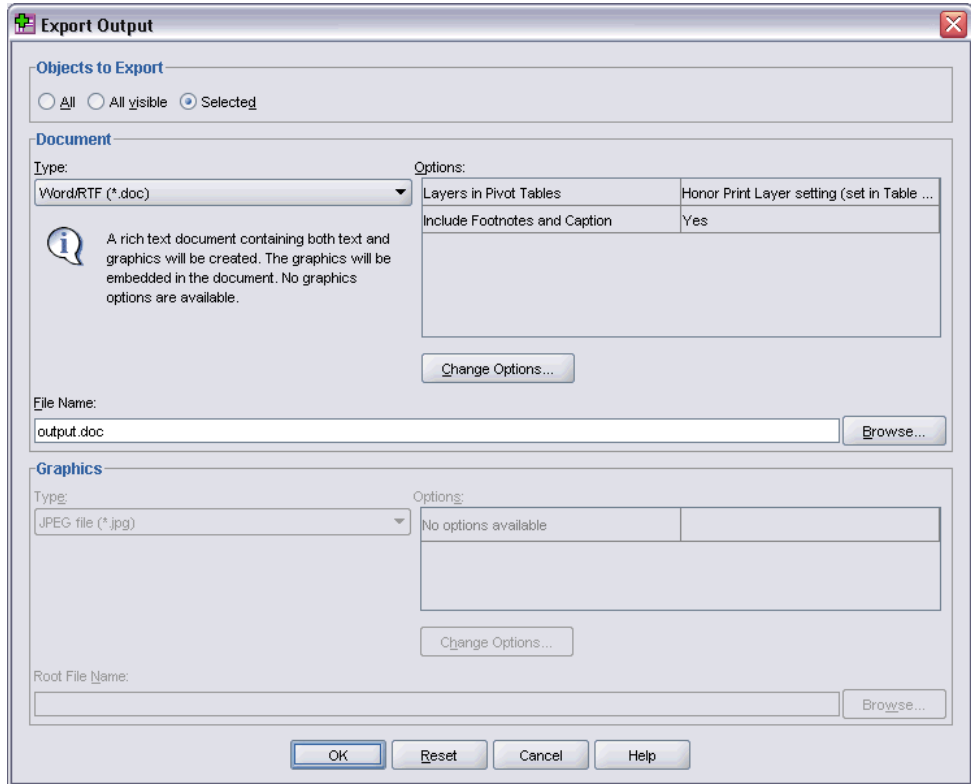 Export Output
Objects to Export
All All visible Selected
Document
Type:
Word/RTF (*.doc)
A rich text document containing both text and
graphics will be created. The graphics will be
embedded in the document. No graphics
options are available.
Options:
Layers in Pivot Tables Honor Print Layer setting (set in Table ...
Include Footnotes and Caption Yes
Change Options...
File Name:
output.doc Browse...
Graphics
Type:
JPEG file (*.jpg)
Options:
No options available
Change Options...
Root File Name:
Browse...
OK Reset Cancel Help